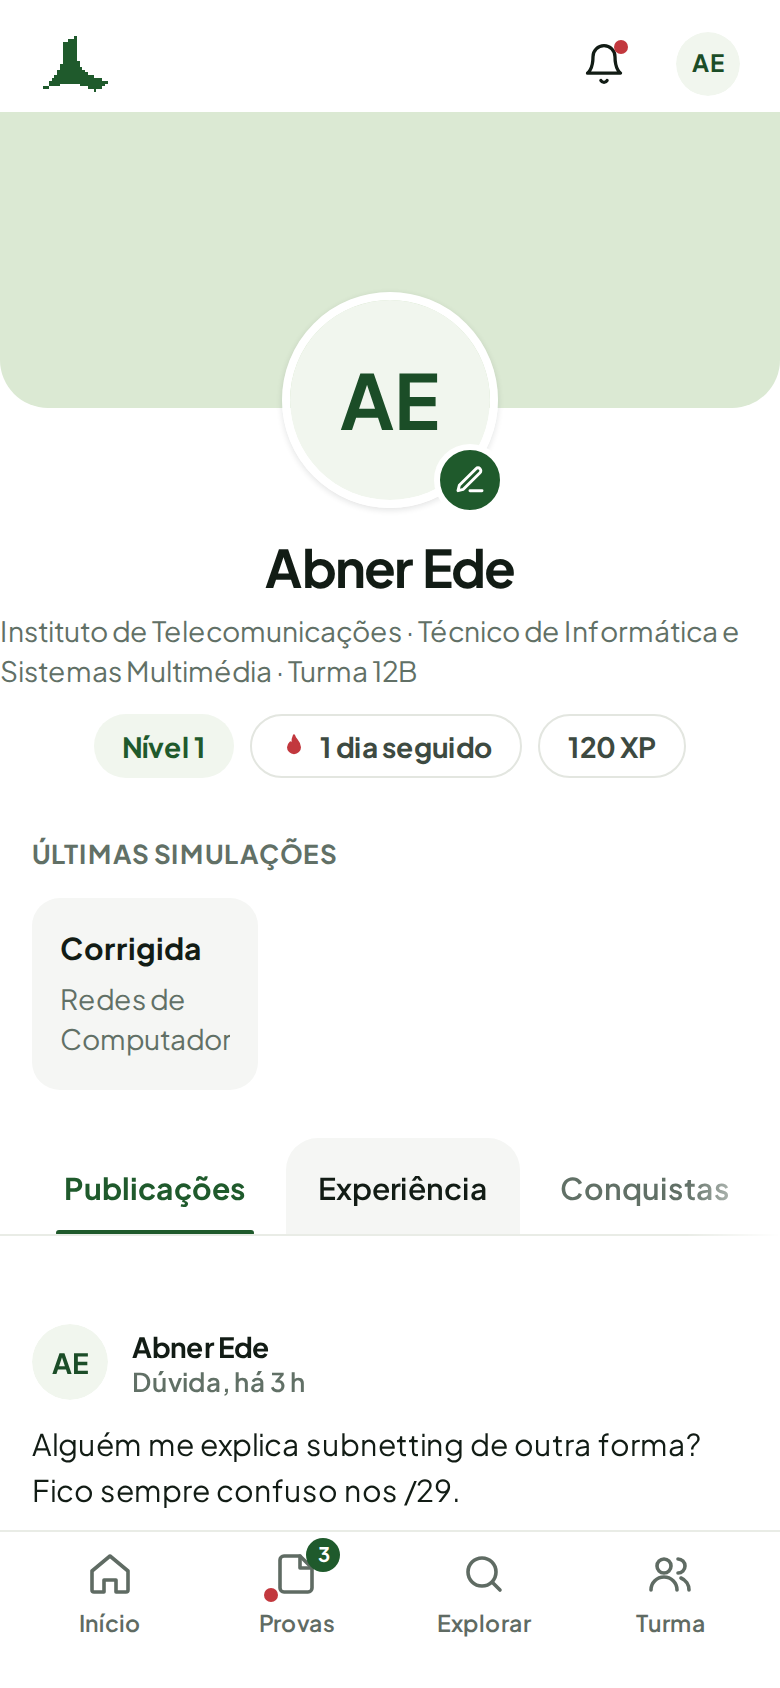 AE
AE
Abner Ede
Instituto de Telecomunicações · Técnico de Informática e
Sistemas Multimédia · Turma 12B
Nível 1
1 dia seguido
120 XP
ÚLTIMAS SIMULAÇÕES
Corrigida
Redes de
Computador
Publicações
Experiência
Conquistas
AE
Abner Ede
Dúvida, há 3 h
Alguém me explica subnetting de outra forma?
Fico sempre confuso nos /29.
3
Início
Provas
Explorar
Turma